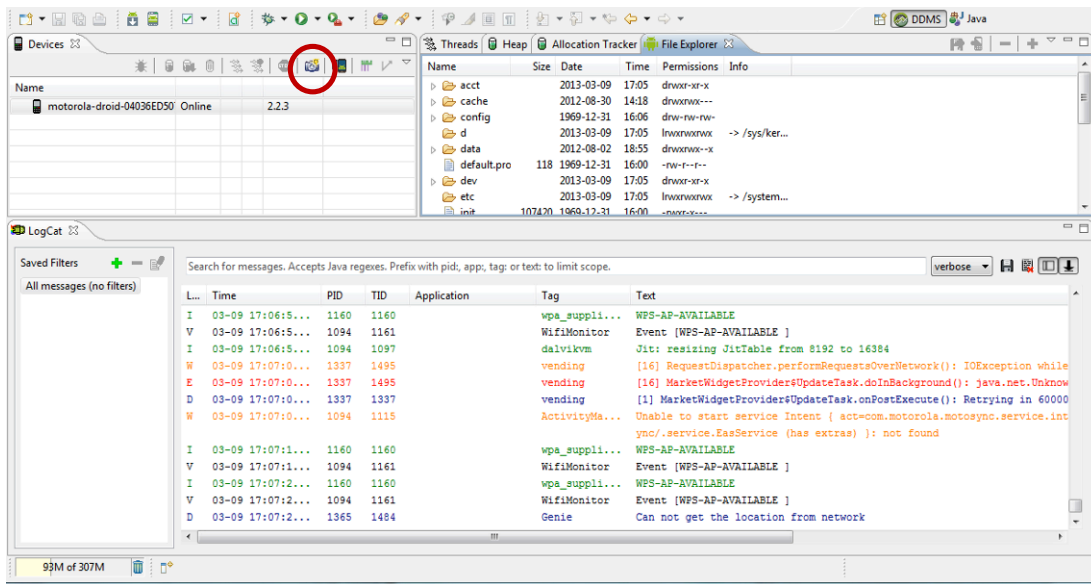 DDMS Java
Devices
Name
motorola-droid-04036ED50 Online 2.2.3
Threads Heap Allocation Tracker File Explorer
Name Size Date Time Permissions Info
acct 2013-03-09 17:05 drwxr-xr-x
cache 2012-08-30 14:18 drwxrwx---
config 1969-12-31 16:06 drw-rw-rw-
d 2013-03-09 17:05 lrwxrwxrwx -> /sys/ker...
data 2012-08-02 18:55 drwxrwx--x
default.pro 118 1969-12-31 16:00 -rw-r--r--
dev 2013-03-09 17:05 drwxr-xr-x
etc 2013-03-09 17:05 lrwxrwxrwx -> /system...
init 107420 1969-12-31 16:00 -rwxr-x---
LogCat
Saved Filters
All messages (no filters)
Search for messages. Accepts Java regexes. Prefix with pid:, app:, tag: or text: to limit scope.
verbose
L... Time PID TID Application Tag Text
I 03-09 17:06:5... 1160 1160 wpa_suppli... WPS-AP-AVAILABLE
V 03-09 17:06:5... 1094 1161 WifiMonitor Event [WPS-AP-AVAILABLE ]
I 03-09 17:06:5... 1094 1097 dalvikvm Jit: resizing JitTable from 8192 to 16384
W 03-09 17:07:0... 1337 1495 vending [16] RequestDispatcher.performRequestsOverNetwork(): IOException while
E 03-09 17:07:0... 1337 1495 vending [16] MarketWidgetProvider$UpdateTask.doInBackground(): java.net.Unknow
D 03-09 17:07:0... 1337 1337 vending [1] MarketWidgetProvider$UpdateTask.onPostExecute(): Retrying in 60000
W 03-09 17:07:0... 1094 1115 ActivityMa... Unable to start service Intent { act=com.motorola.motosync.service.int
ync/.service.EasService (has extras) }: not found
I 03-09 17:07:1... 1160 1160 wpa_suppli... WPS-AP-AVAILABLE
V 03-09 17:07:1... 1094 1161 WifiMonitor Event [WPS-AP-AVAILABLE ]
I 03-09 17:07:2... 1160 1160 wpa_suppli... WPS-AP-AVAILABLE
V 03-09 17:07:2... 1094 1161 WifiMonitor Event [WPS-AP-AVAILABLE ]
D 03-09 17:07:2... 1365 1484 Genie Can not get the location from network
93M of 307M